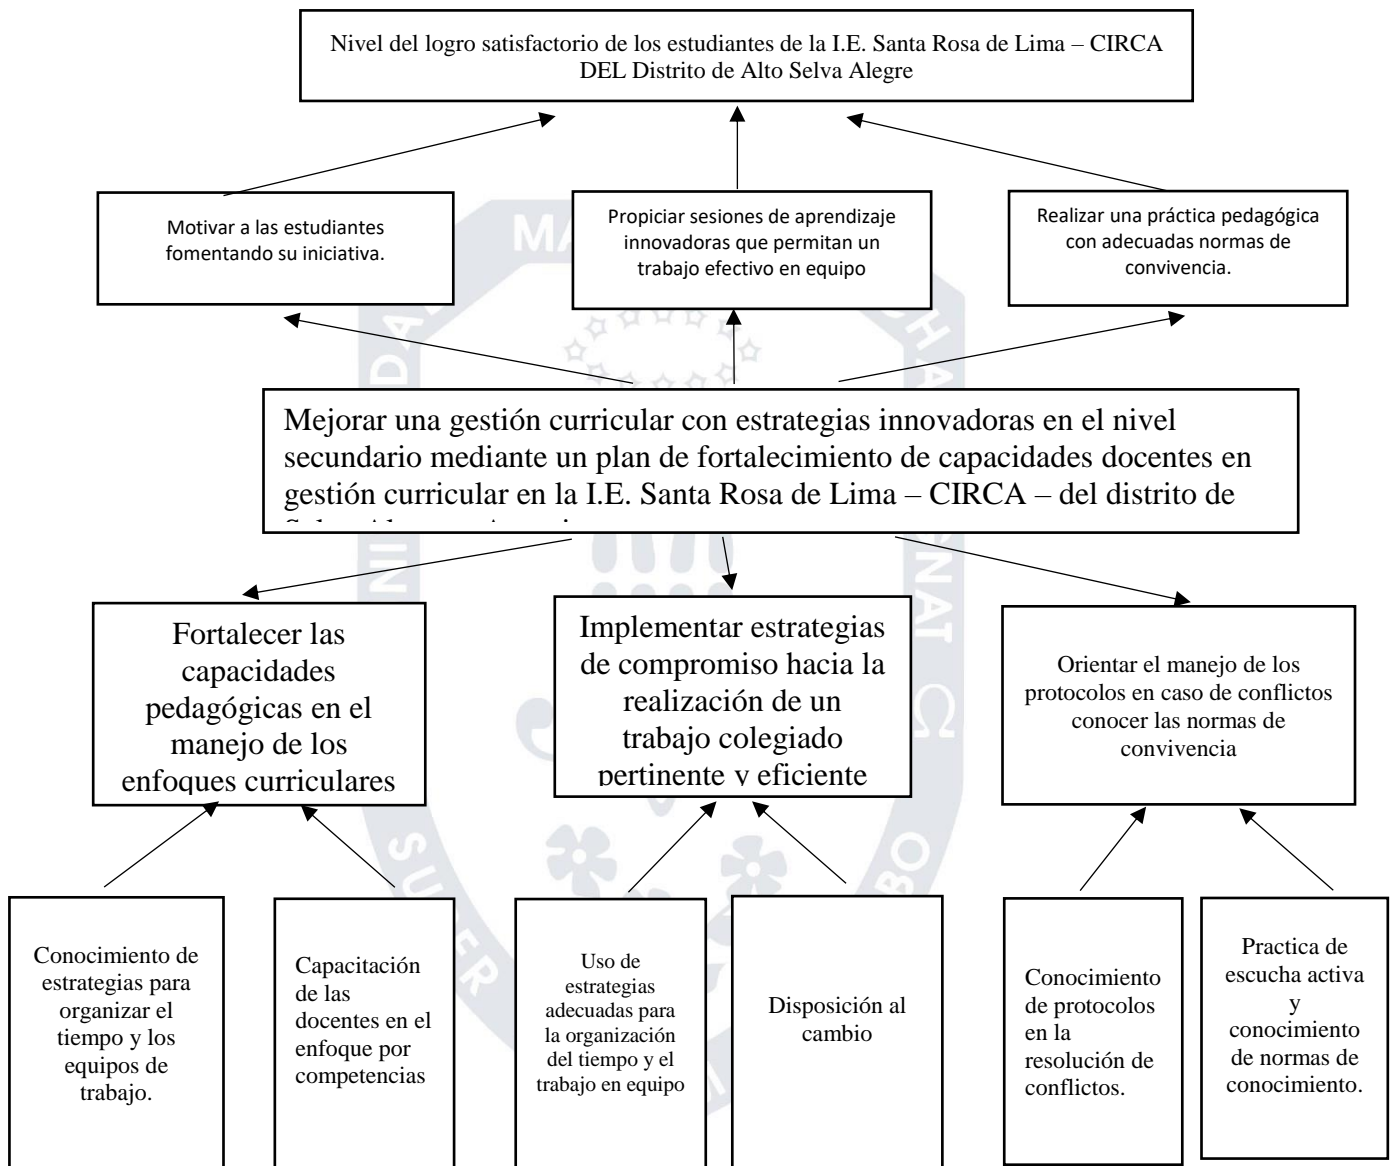 Nivel del logro satisfactorio de los estudiantes de la I.E. Santa Rosa de Lima – CIRCA
DEL Distrito de Alto Selva Alegre
Motivar a las estudiantes
fomentando su iniciativa.
Propiciar sesiones de aprendizaje
innovadoras que permitan un
trabajo efectivo en equipo
Realizar una práctica pedagógica
con adecuadas normas de
convivencia.
Mejorar una gestión curricular con estrategias innovadoras en el nivel
secundario mediante un plan de fortalecimiento de capacidades docentes en
gestión curricular en la I.E. Santa Rosa de Lima – CIRCA – del distrito de
Fortalecer las
capacidades
pedagógicas en el
manejo de los
enfoques curriculares
Implementar estrategias
de compromiso hacia la
realización de un
trabajo colegiado
pertinente y eficiente
Orientar el manejo de los
protocolos en caso de conflictos
conocer las normas de
convivencia
Conocimiento de
estrategias para
organizar el
tiempo y los
equipos de
trabajo.
Capacitación
de las
docentes en el
enfoque por
competencias
Uso de
estrategias
adecuadas para
la organización
del tiempo y el
trabajo en equipo
Disposición al
cambio
Conocimiento
de protocolos
en la
resolución de
conflictos.
Practica de
escucha activa
y
conocimiento
de normas de
conocimiento.